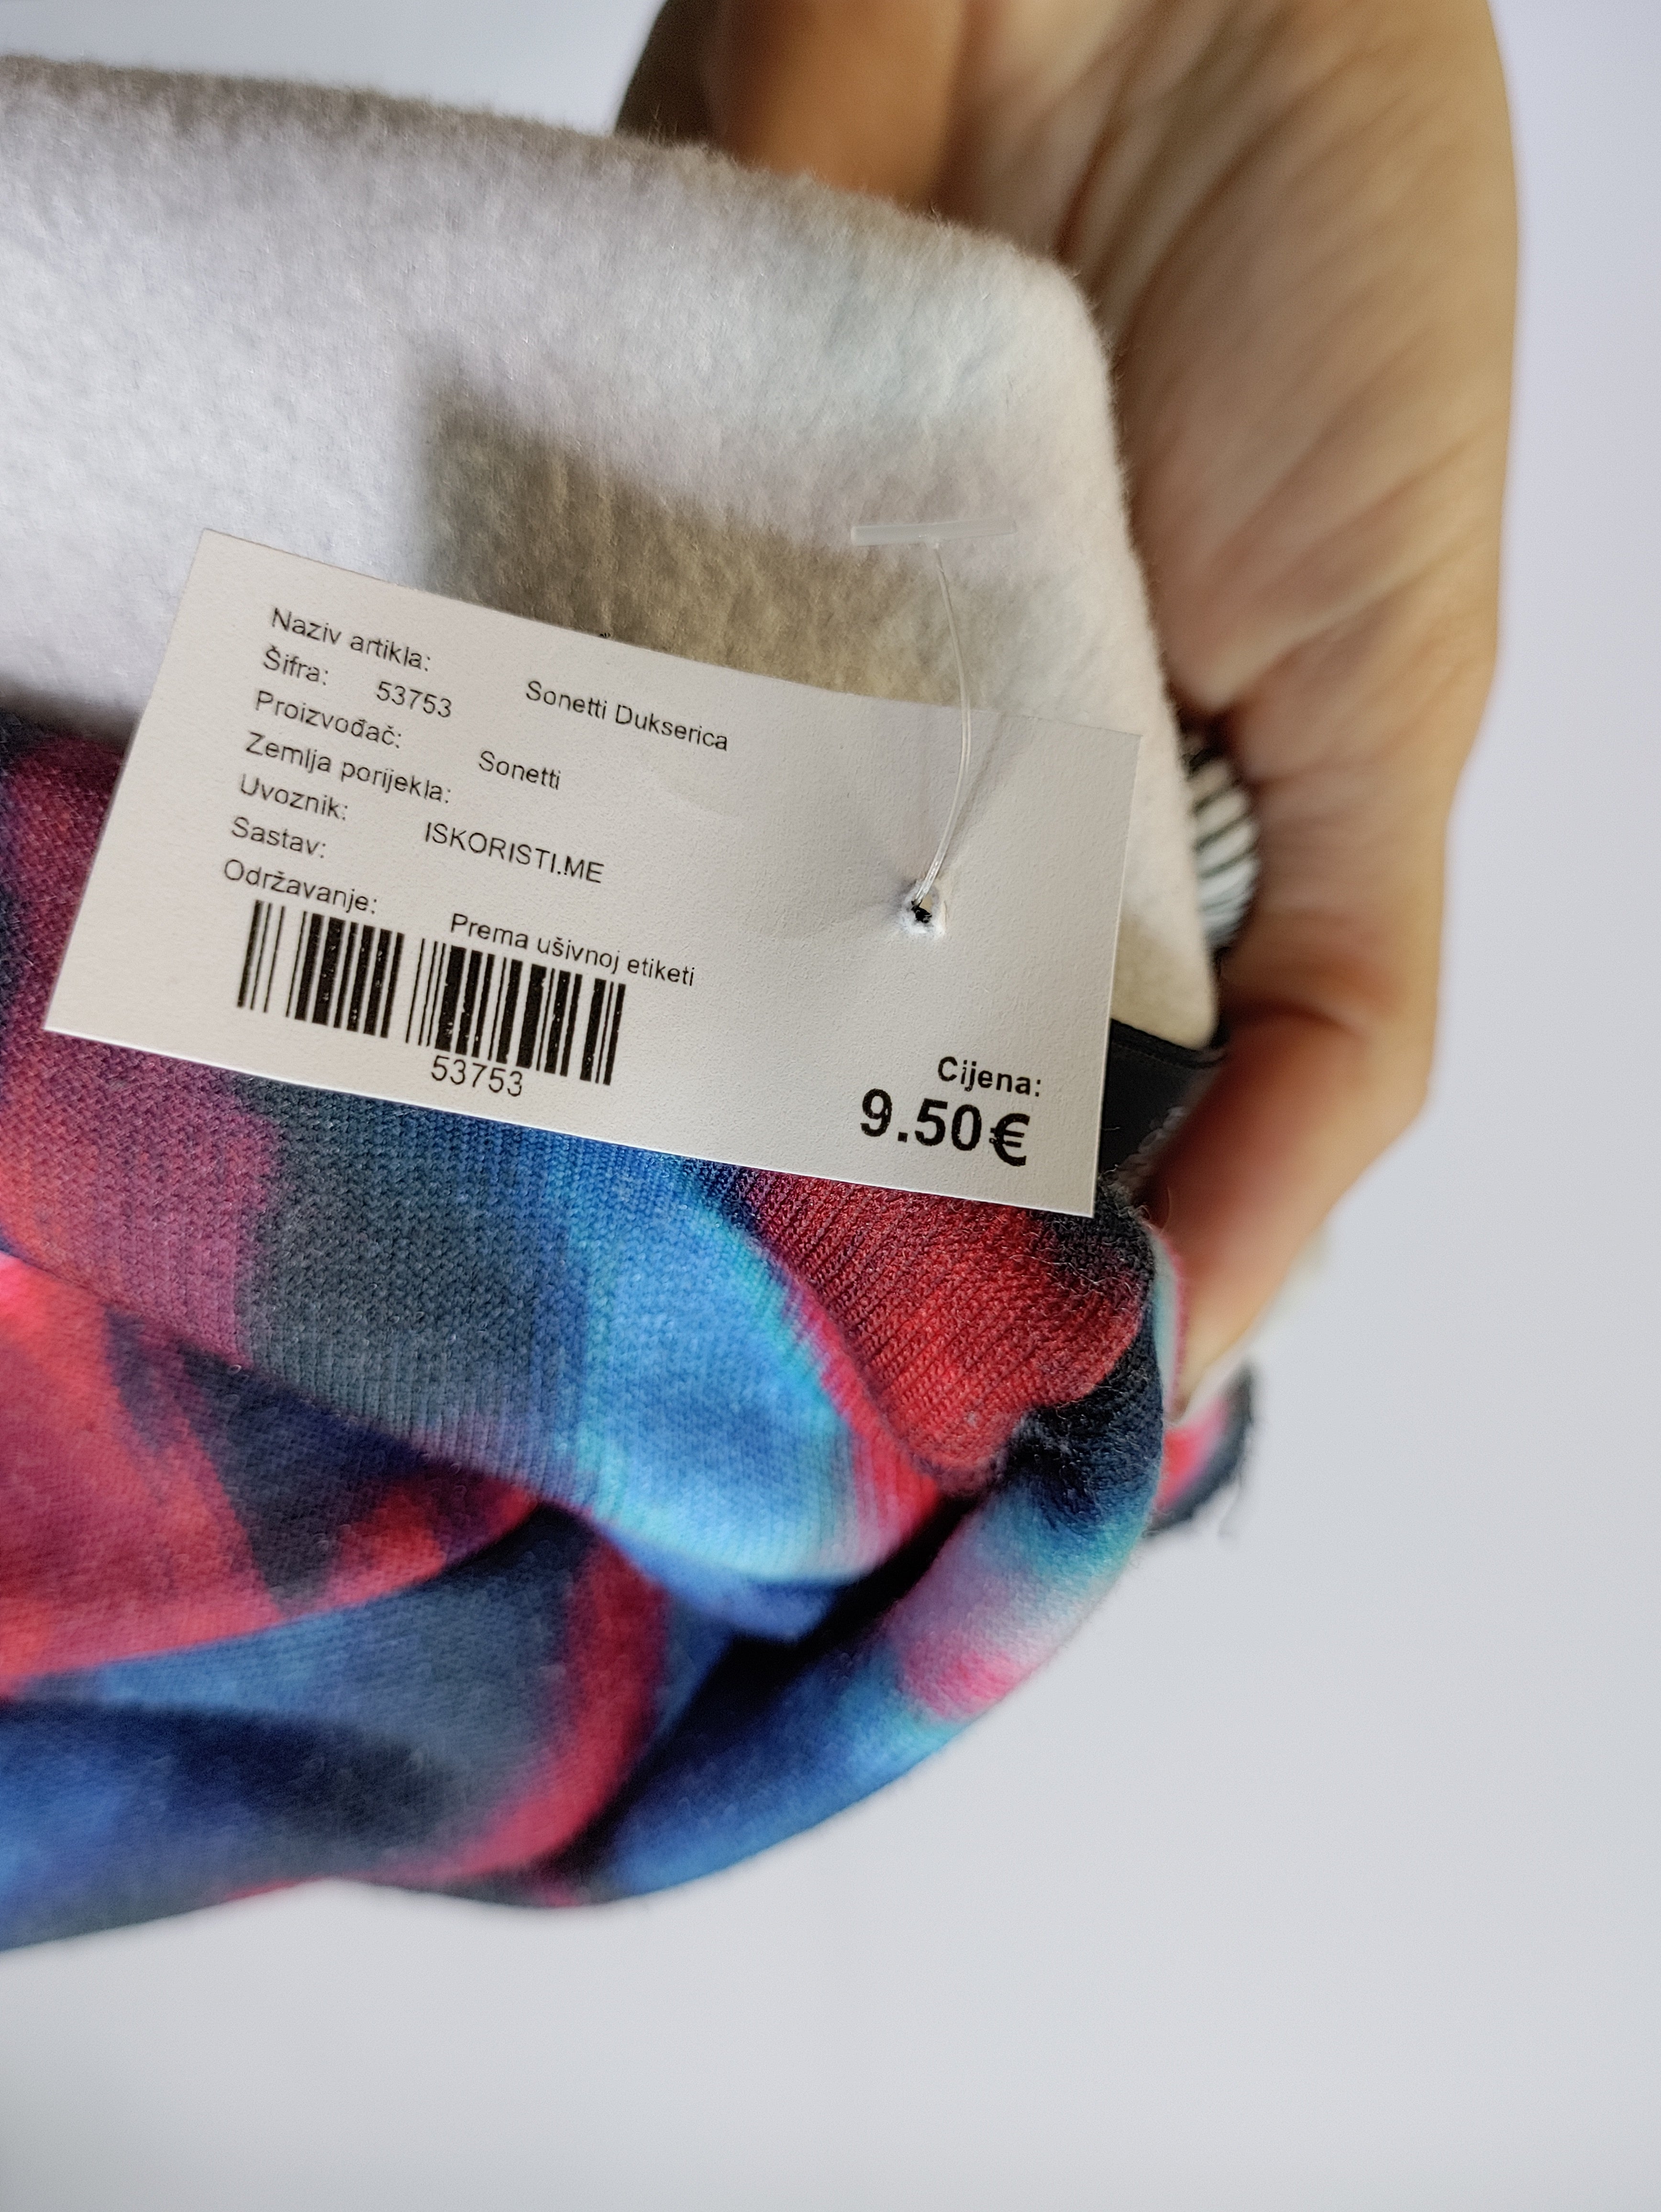 Naziv artikla: Sonetti Dukserica
Šifra: 53753
Proizvođač: Sonetti
Zemlja porijekla:
Uvoznik: ISKORISTI.ME
Sastav:
Održavanje: Prema ušivnoj etiketi
53753
Cijena:
9.50€